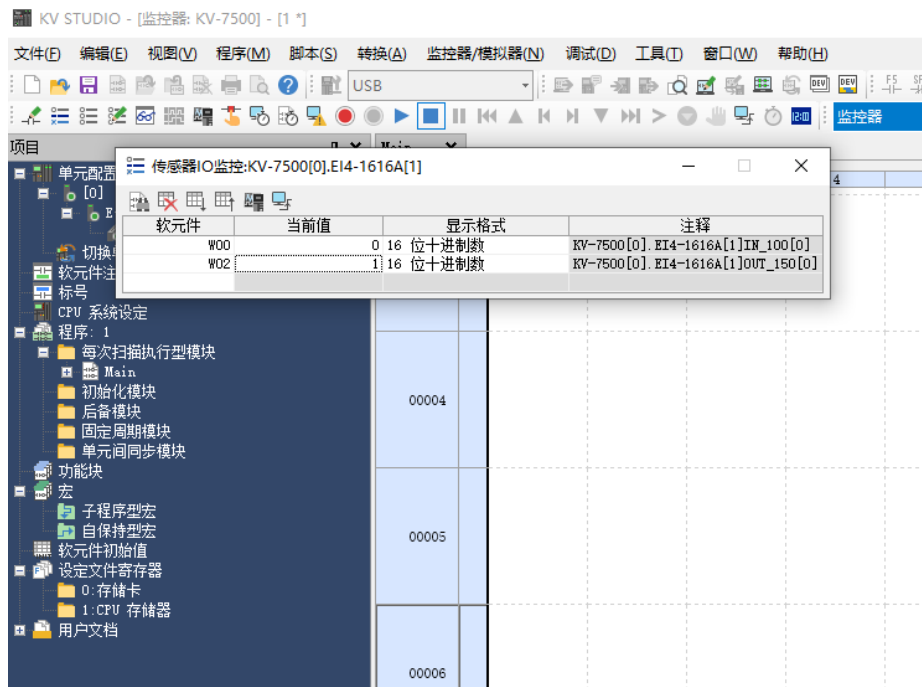 KV STUDIO - [监控器: KV-7500] - [1 *]
文件(F) 编辑(E) 视图(V) 程序(M) 脚本(S) 转换(A) 监控器/模拟器(N) 调试(D) 工具(T) 窗口(W) 帮助(H)
USB
监控器
项目
传感器IO监控:KV-7500[0].EI4-1616A[1]
4
单元配置
[0]
E
软元件 当前值 显示格式 注释
W00 0 16 位十进制数 KV-7500[0].EI4-1616A[1]IN_100[0]
W02 1 16 位十进制数 KV-7500[0].EI4-1616A[1]OUT_150[0]
切换
软元件注
标号
CPU 系统设定
程序: 1
每次扫描执行型模块
Main
初始化模块
00004
后备模块
固定周期模块
单元间同步模块
功能块
宏
子程序型宏
自保持型宏
00005
软元件初始值
设定文件寄存器
0:存储卡
1:CPU 存储器
用户文档
00006